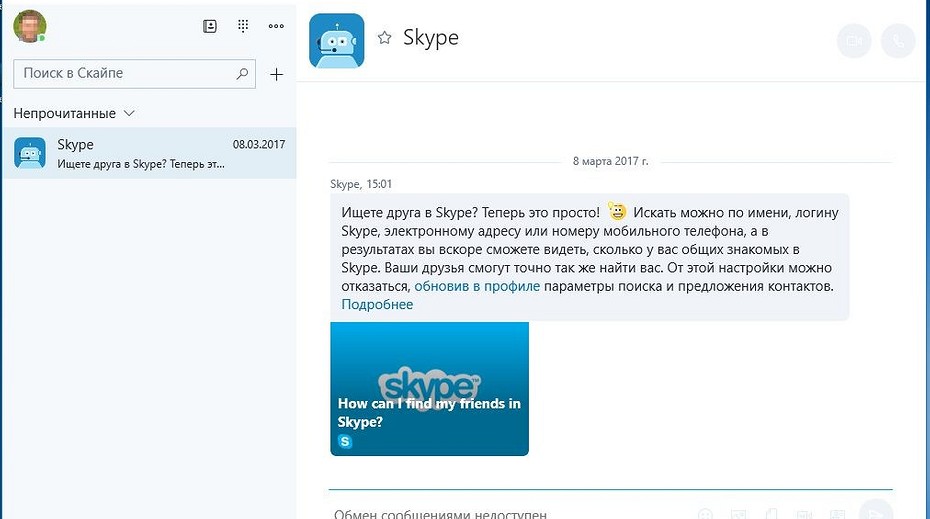 Skype
Поиск в Скайпе
Непрочитанные
Skype
08.03.2017
Ищете друга в Skype? Теперь эт...
8 марта 2017 г.
Skype, 15:01
Ищете друга в Skype? Теперь это просто! Искать можно по имени, логину
Skype, электронному адресу или номеру мобильного телефона, а в
результатах вы вскоре сможете видеть, сколько у вас общих знакомых в
Skype. Ваши друзья смогут точно так же найти вас. От этой настройки можно
отказаться, обновив в профиле параметры поиска и предложения контактов.
Подробнее
skype™
How can I find my friends in
Skype?
Обмен сообщениями недоступен